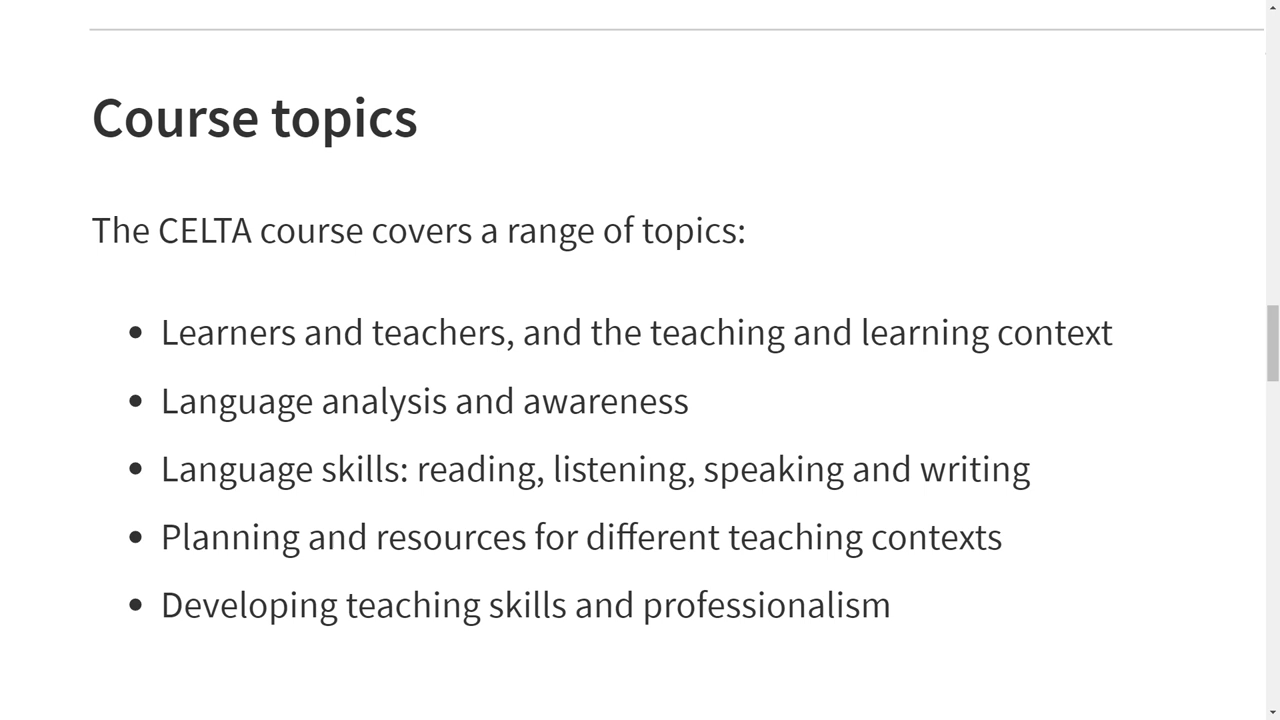 Course topics
The CELTA course covers a range of topics:
• Learners and teachers, and the teaching and learning context
• Language analysis and awareness
• Language skills: reading, listening, speaking and writing
• Planning and resources for different teaching contexts
• Developing teaching skills and professionalism